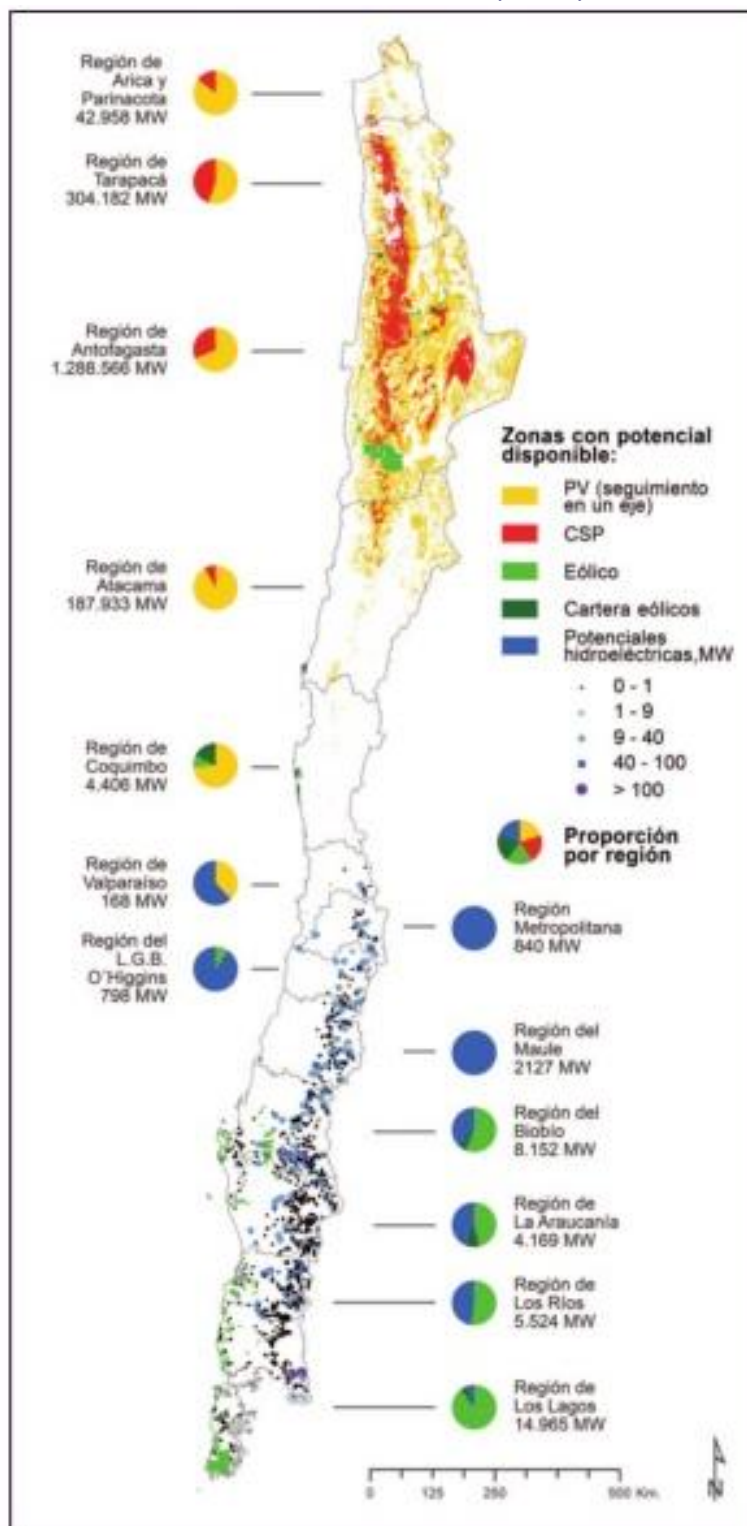 Región de
Arica y
Parinacota
42.958 MW
Región de
Tarapacá
304.182 MW
Región de
Antofagasta
1.288.566 MW
Zonas con potencial
disponible:
PV (seguimiento
en un eje)
CSP
Eólico
Cartera eólicos
Potenciales
hidroeléctricas,MW
0 - 1
1 - 9
9 - 40
40 - 100
> 100
Proporción
por región
Región de
Atacama
187.933 MW
Región de
Coquimbo
4.406 MW
Región de
Valparaíso
168 MW
Región del
L.G.B.
O´Higgins
798 MW
Región
Metropolitana
840 MW
Región del
Maule
2127 MW
Región del
Biobío
8.152 MW
Región de
La Araucanía
4.169 MW
Región de
Los Ríos
5.524 MW
Región de
Los Lagos
14.965 MW
0 125 250 500 Km.
N